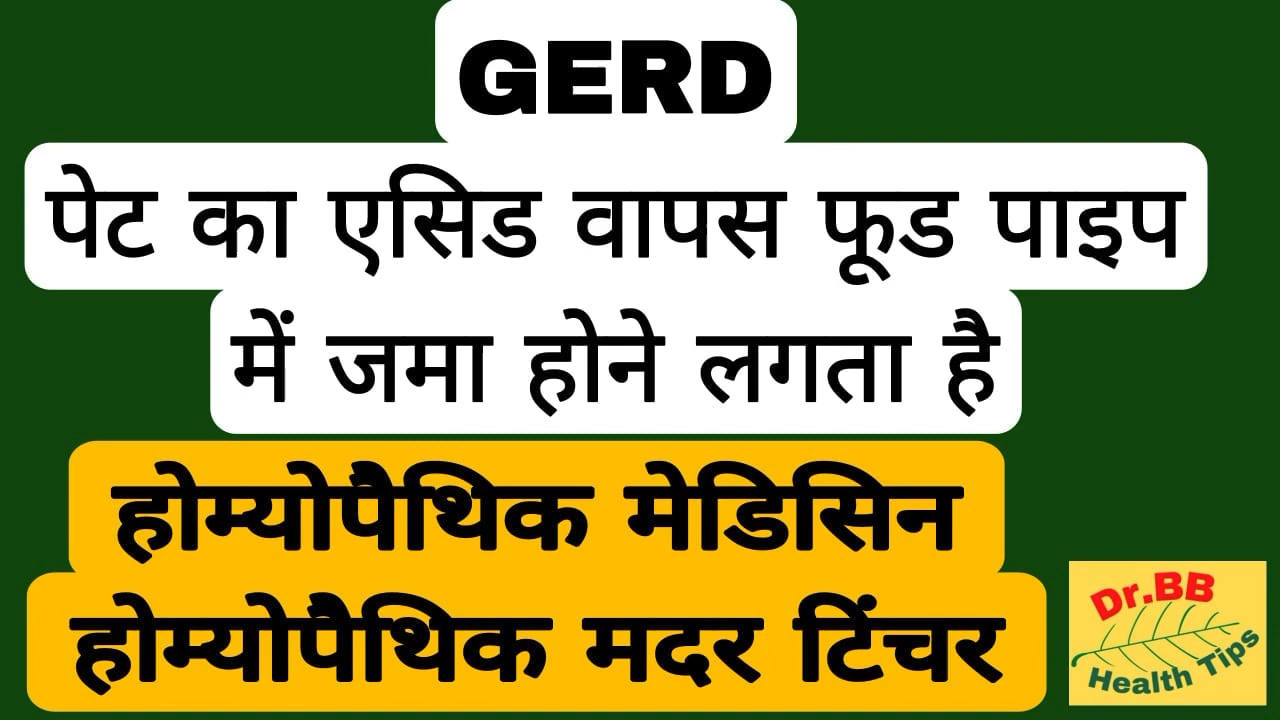 GERD
पेट का एसिड वापस फूड पाइप
में जमा होने लगता है
होम्योपैथिक मेडिसिन
होम्योपैथिक मदर टिंचर
Dr.BB
Health Tips